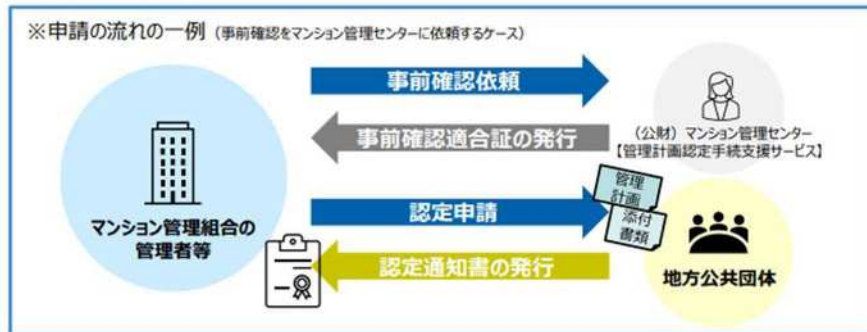 ※申請の流れの一例（事前確認をマンション管理センターに依頼するケース）
事前確認依頼
（公財）マンション管理センター
【管理計画認定手続支援サービス】
事前確認適合証の発行
マンション管理組合の
管理者等
認定申請
管理
計画
添付
書類
認定通知書の発行
地方公共団体